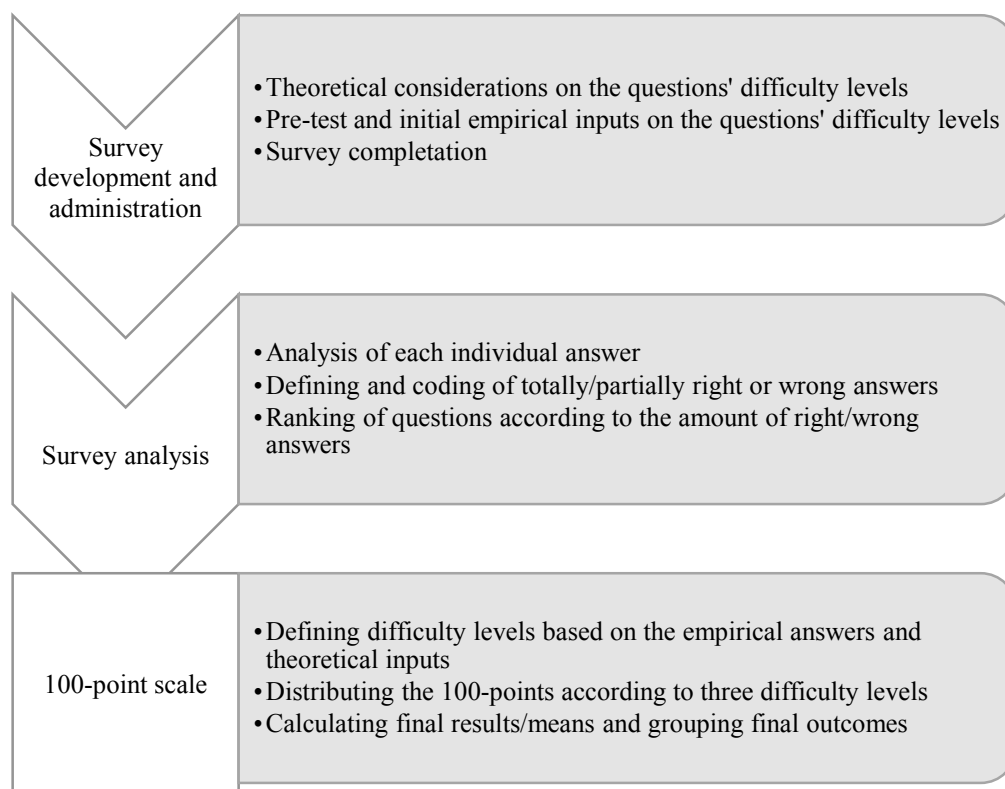 Survey
development and
administration
•Theoretical considerations on the questions' difficulty levels
•Pre-test and initial empirical inputs on the questions' difficulty levels
•Survey completation
Survey analysis
•Analysis of each individual answer
•Defining and coding of totally/partially right or wrong answers
•Ranking of questions according to the amount of right/wrong
answers
100-point scale
•Defining difficulty levels based on the empirical answers and
theoretical inputs
•Distributing the 100-points according to three difficulty levels
•Calculating final results/means and grouping final outcomes